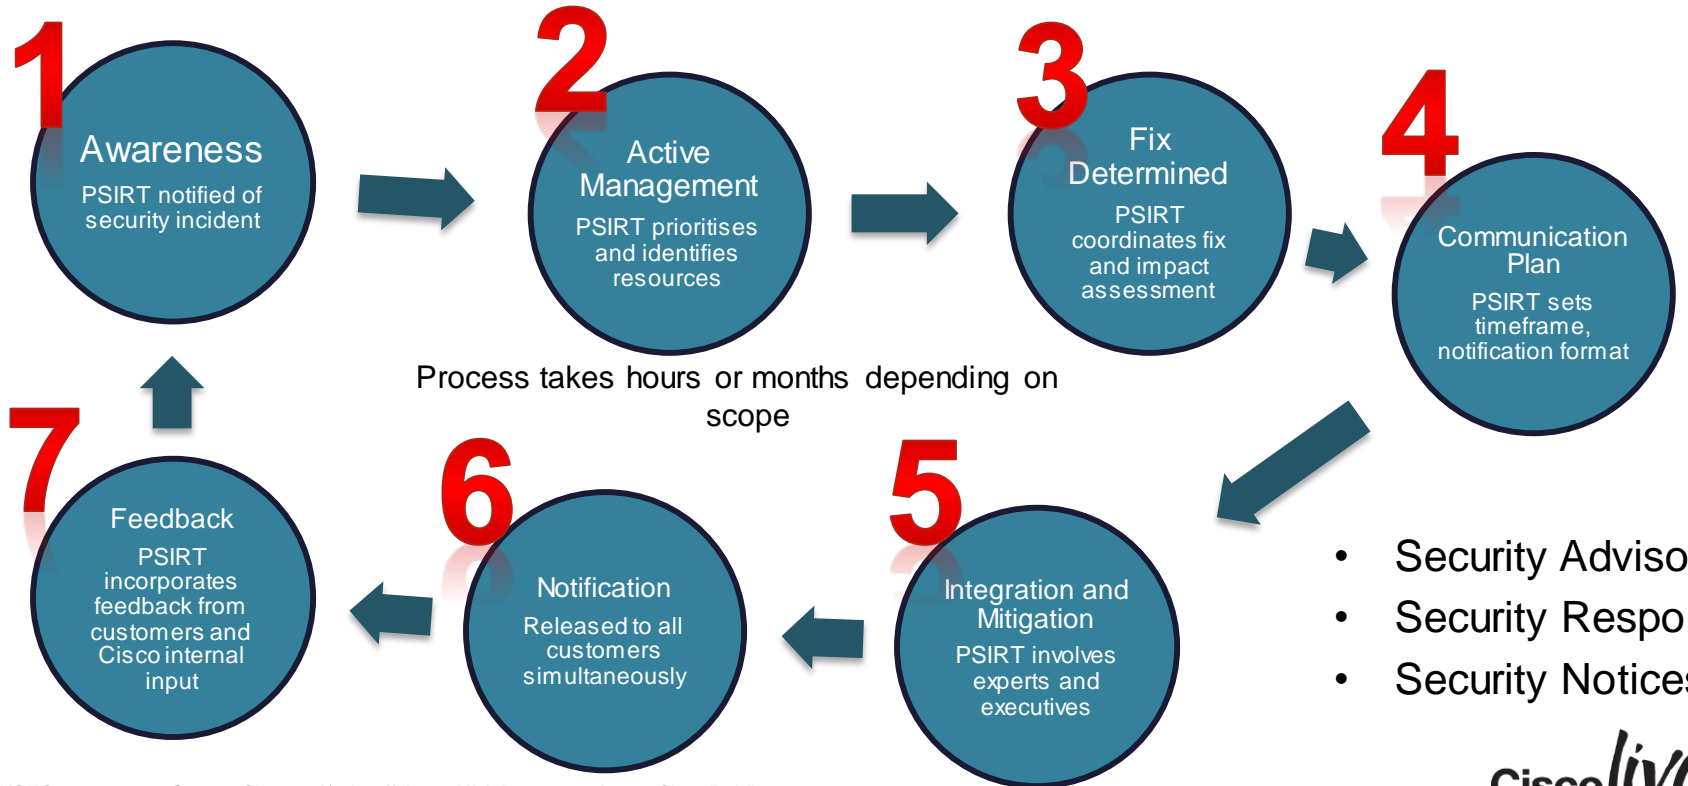 1
Awareness
PSIRT notified of
security incident
2
Active
Management
PSIRT prioritises
and identifies
resources
3
Fix
Determined
PSIRT
coordinates fix
and impact
assessment
4
Communication
Plan
PSIRT sets
timeframe,
notification format
Process takes hours or months depending on
scope
7
Feedback
PSIRT
incorporates
feedback from
customers and
Cisco internal
input
6
Notification
Released to all
customers
simultaneously
5
Integration and
Mitigation
PSIRT involves
experts and
executives
• Security Adviso
• Security Respo
• Security Notices
Cisco live